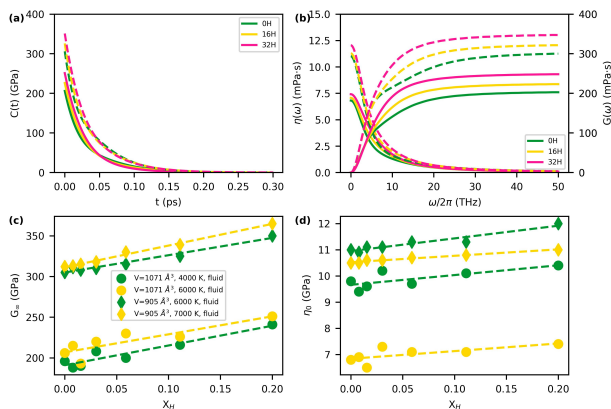 (a)
400
300
200
100
0
0.00
0.05
0.10
0.15
0.20
0.25
0.30
C(t) (GPa)
t (ps)
0H
16H
32H
(b)
15.0
12.5
10.0
7.5
5.0
2.5
0.0
400
300
200
100
0
0
10
20
30
40
50
η(ω) (mPa·s)
G(ω) (mPa·s)
ω/2π (THz)
0H
16H
32H
(c)
350
300
250
200
0.00
0.05
0.10
0.15
0.20
G∞ (GPa)
X_H
V=1071 Å³, 4000 K, fluid
V=1071 Å³, 6000 K, fluid
V=905 Å³, 6000 K, fluid
V=905 Å³, 7000 K, fluid
(d)
12
11
10
9
8
7
0.00
0.05
0.10
0.15
0.20
η₀ (mPa·s)
X_H